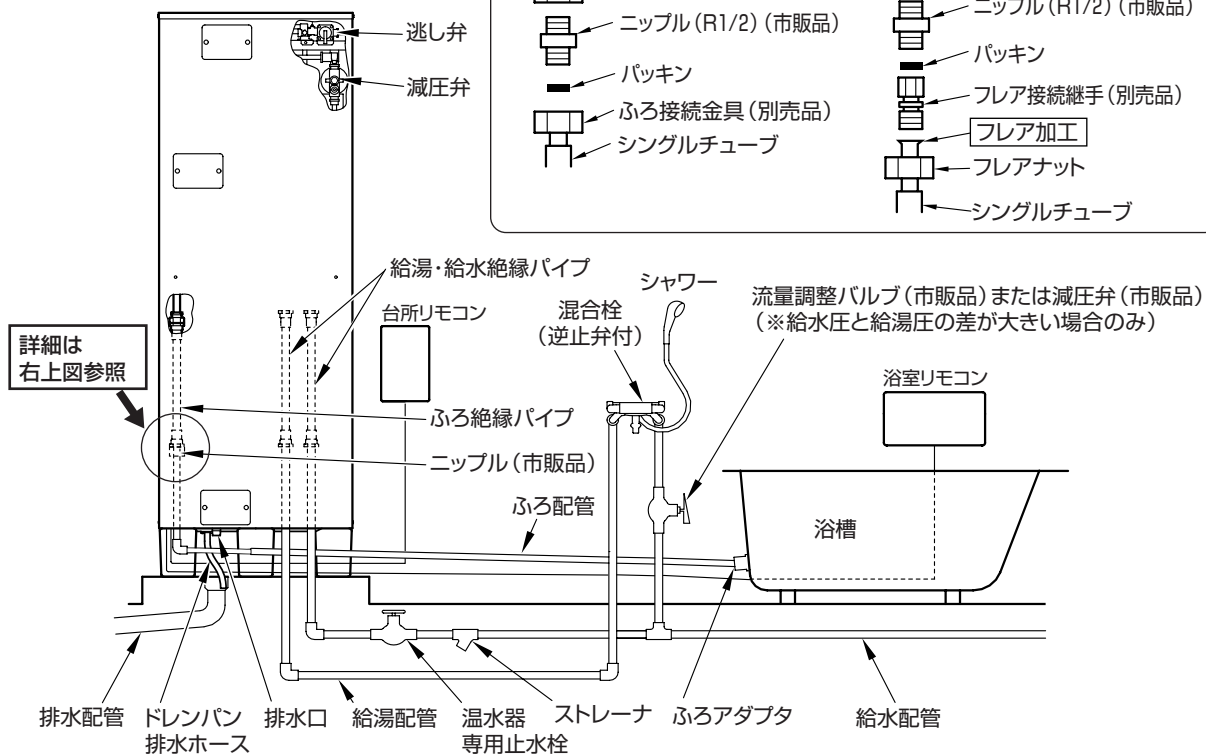 逃し弁
減圧弁
ニップル（R1/2）（市販品）
パッキン
ふろ接続金具（別売品）
シングルチューブ
ニップル（R1/2）（市販品）
パッキン
フレア接続継手（別売品）
フレア加工
フレアナット
シングルチューブ
給湯・給水絶縁パイプ
台所リモコン
混合栓
（逆止弁付）
シャワー
流量調整バルブ（市販品）または減圧弁（市販品）
（※給水圧と給湯圧の差が大きい場合のみ）
詳細は
右上図参照
浴室リモコン
ふろ絶縁パイプ
ニップル（市販品）
ふろ配管
浴槽
排水配管
ドレンパン
排水ホース
排水口
給湯配管
温水器
専用止水栓
ストレーナ
ふろアダプタ
給水配管